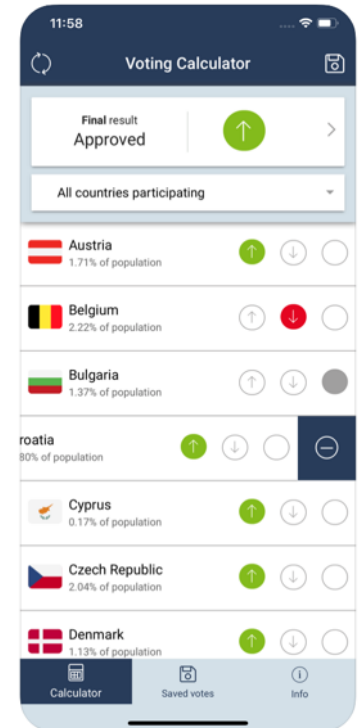 11:58
Voting Calculator
Final result
Approved
All countries participating
Austria
1.71% of population
Belgium
2.22% of population
Bulgaria
1.37% of population
roatia
80% of population
Cyprus
0.17% of population
Czech Republic
2.04% of population
Denmark
1.13% of population
Calculator
Saved votes
Info